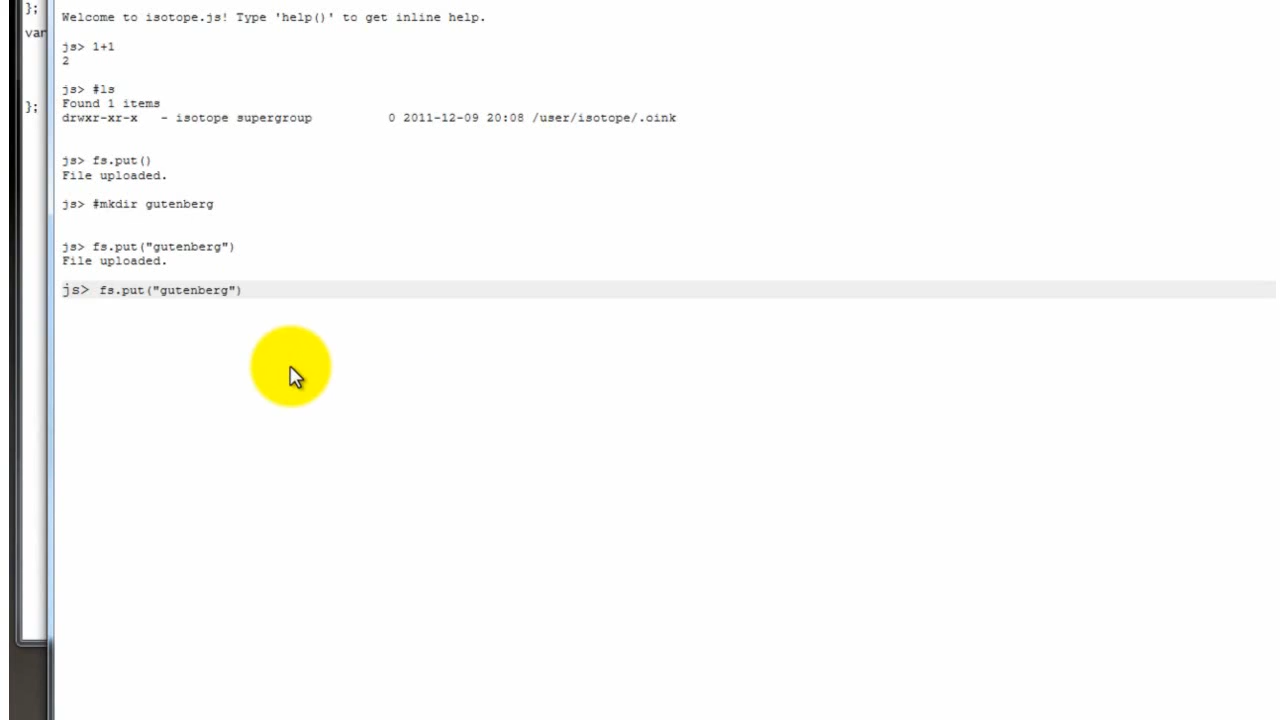 };
Welcome to isotope.js! Type 'help()' to get inline help.
var
js> 1+1
2
js> #ls
Found 1 items
};
drwxr-xr-x - isotope supergroup 0 2011-12-09 20:08 /user/isotope/.oink
js> fs.put()
File uploaded.
js> #mkdir gutenberg
js> fs.put("gutenberg")
File uploaded.
js> fs.put("gutenberg")